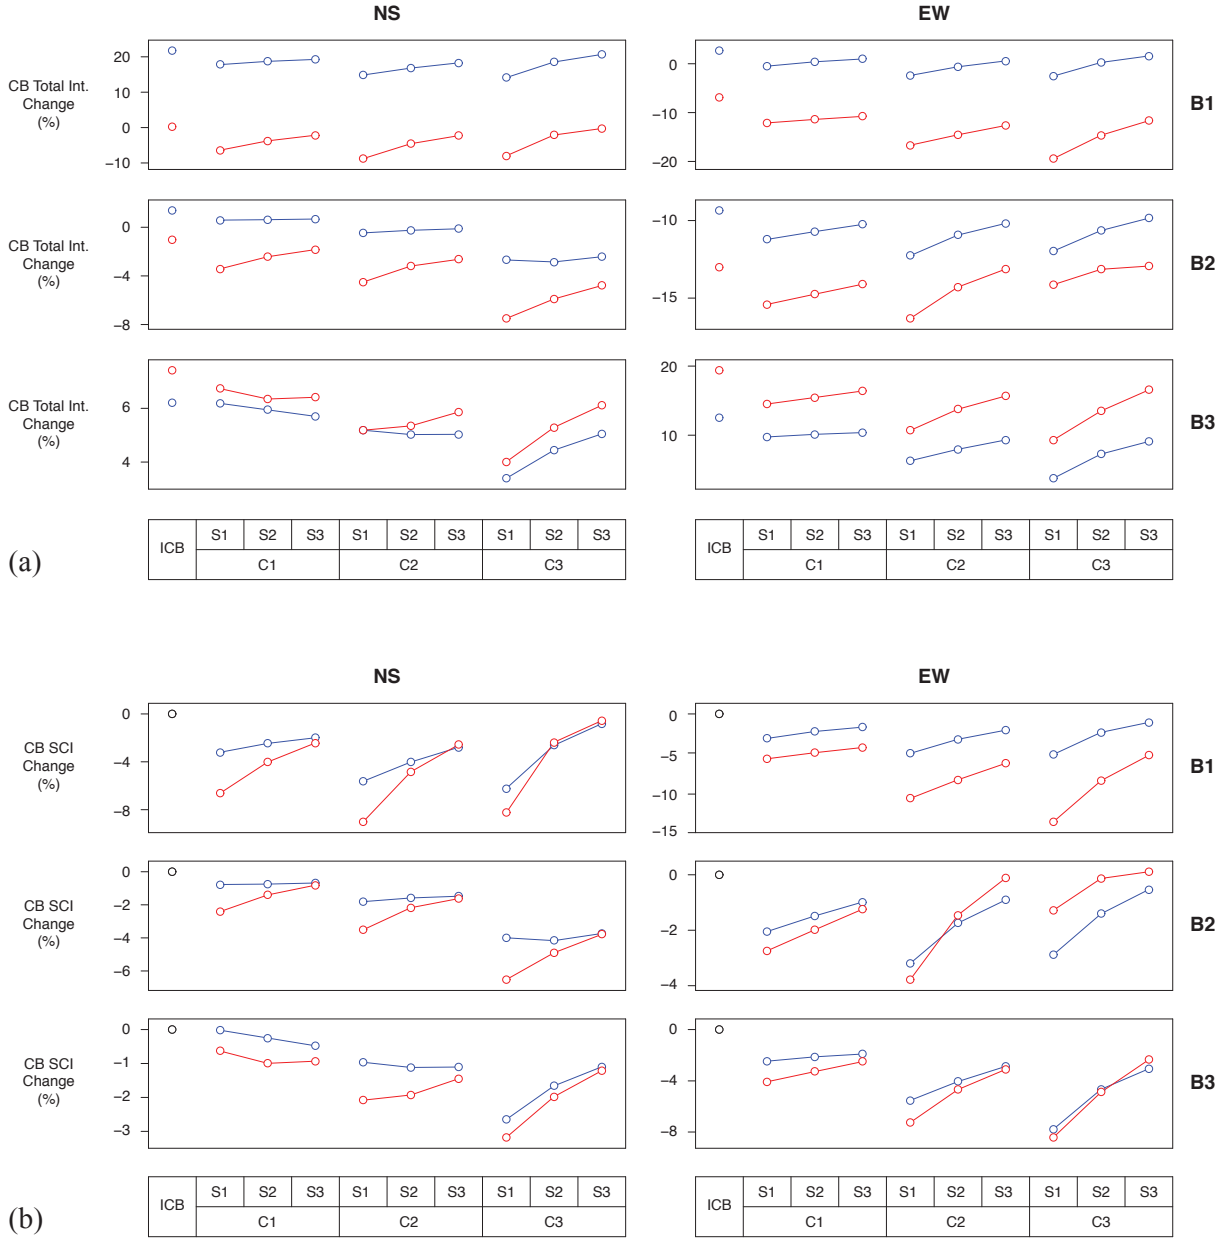 NS
EW
20
10
0
−10
CB Total Int.
Change
(%)
0
−10
−20
B1
0
−4
−8
CB Total Int.
Change
(%)
−10
−15
B2
6
4
CB Total Int.
Change
(%)
20
10
B3
(a)
ICB S1 S2 S3 S1 S2 S3 S1 S2 S3
C1 C2 C3
ICB S1 S2 S3 S1 S2 S3 S1 S2 S3
C1 C2 C3
NS
EW
0
−4
−8
CB SCI
Change
(%)
0
−5
−10
−15
B1
0
−2
−4
−6
CB SCI
Change
(%)
0
−2
−4
B2
0
−1
−2
−3
CB SCI
Change
(%)
0
−4
−8
B3
(b)
ICB S1 S2 S3 S1 S2 S3 S1 S2 S3
C1 C2 C3
ICB S1 S2 S3 S1 S2 S3 S1 S2 S3
C1 C2 C3